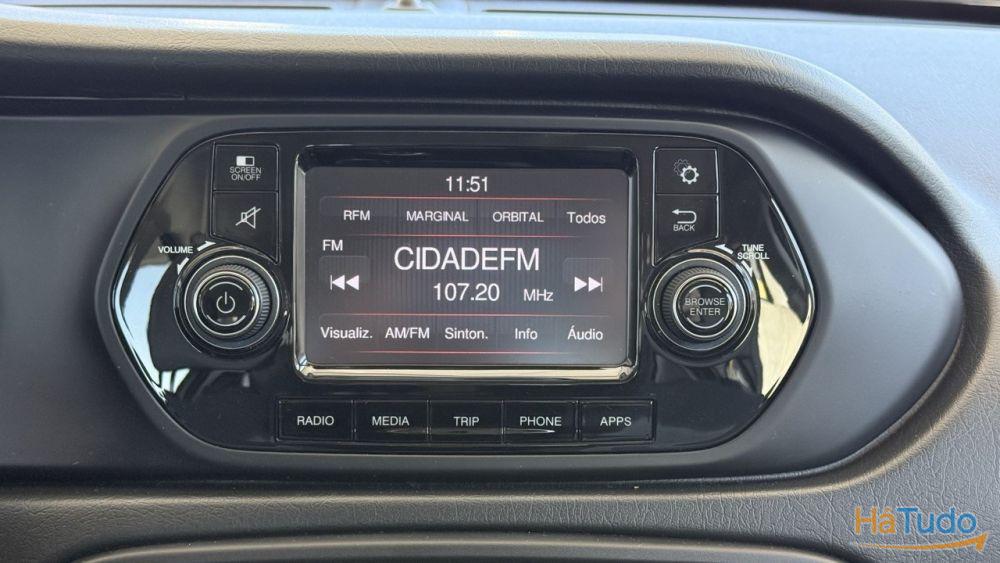 SCREEN
ON/OFF
VOLUME
11:51
RFM MARGINAL ORBITAL Todos
FM
CIDADEFM
107.20 MHz
Visualiz. AM/FM Sinton. Info Áudio
BACK
TUNE
SCROLL
BROWSE
ENTER
RADIO MEDIA TRIP PHONE APPS
HáTudo